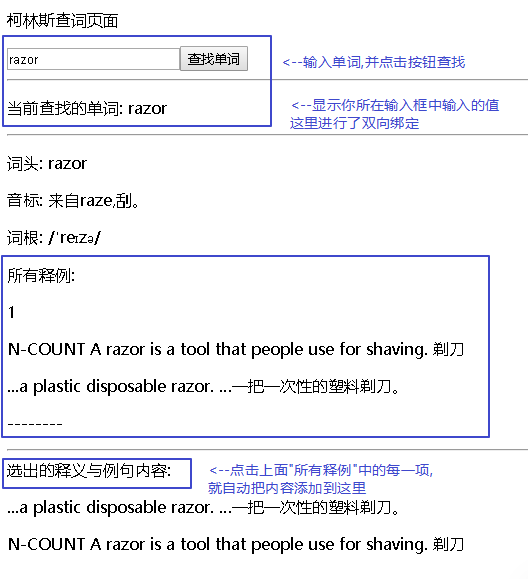 柯林斯查词页面
razor 查找单词 <--输入单词,并点击按钮查找
当前查找的单词: razor <--显示你所在输入框中输入的值
这里进行了双向绑定
词头: razor
音标: 来自raze,刮。
词根: /ˈreɪzə/
所有释例:
1
N-COUNT A razor is a tool that people use for shaving. 剃刀
...a plastic disposable razor. ...一把一次性的塑料剃刀。
--------
选出的释义与例句内容: <--点击上面"所有释例"中的每一项,
就自动把内容添加到这里
...a plastic disposable razor. ...一把一次性的塑料剃刀。
N-COUNT A razor is a tool that people use for shaving. 剃刀